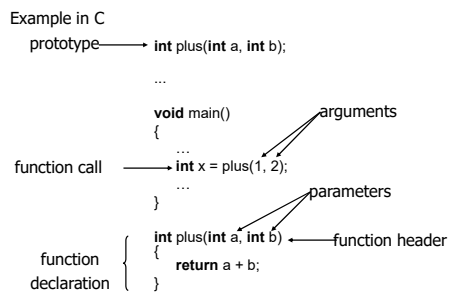 Example in C
prototype int plus(int a, int b);
...
void main()
arguments
{
...
function call int x = plus(1, 2);
...
parameters
}
int plus(int a, int b) function header
{
function
return a + b;
declaration
}